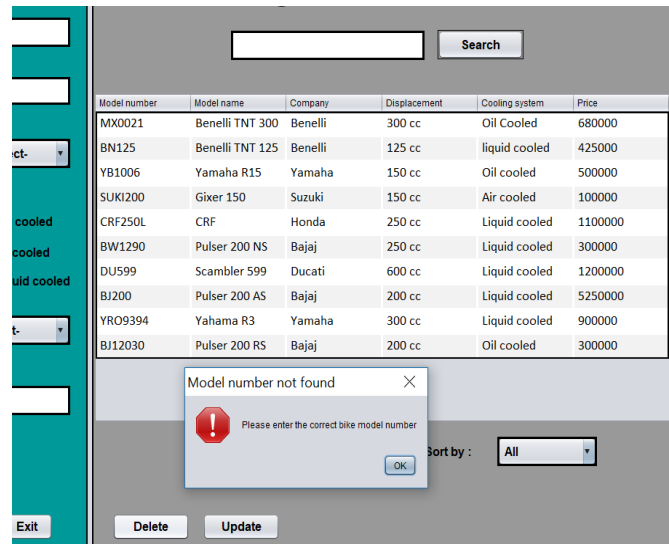 Search
Model number Model name Company Displacement Cooling system Price
MX0021 Benelli TNT 300 Benelli 300 cc Oil Cooled 680000
BN125 Benelli TNT 125 Benelli 125 cc liquid cooled 425000
ct-
YB1006 Yamaha R15 Yamaha 150 cc Oil cooled 500000
SUKI200 Gixer 150 Suzuki 150 cc Air cooled 100000
cooled
CRF250L CRF Honda 250 cc Liquid cooled 1100000
cooled
BW1290 Pulser 200 NS Bajaj 250 cc Liquid cooled 300000
DU599 Scambler 599 Ducati 600 cc Liquid cooled 1200000
uid cooled
BJ200 Pulser 200 AS Bajaj 200 cc Liquid cooled 5250000
t-
YRO9394 Yahama R3 Yamaha 300 cc Liquid cooled 900000
BJ12030 Pulser 200 RS Bajaj 200 cc Oil cooled 300000
Model number not found
Please enter the correct bike model number
OK
Sort by : All
Exit Delete Update